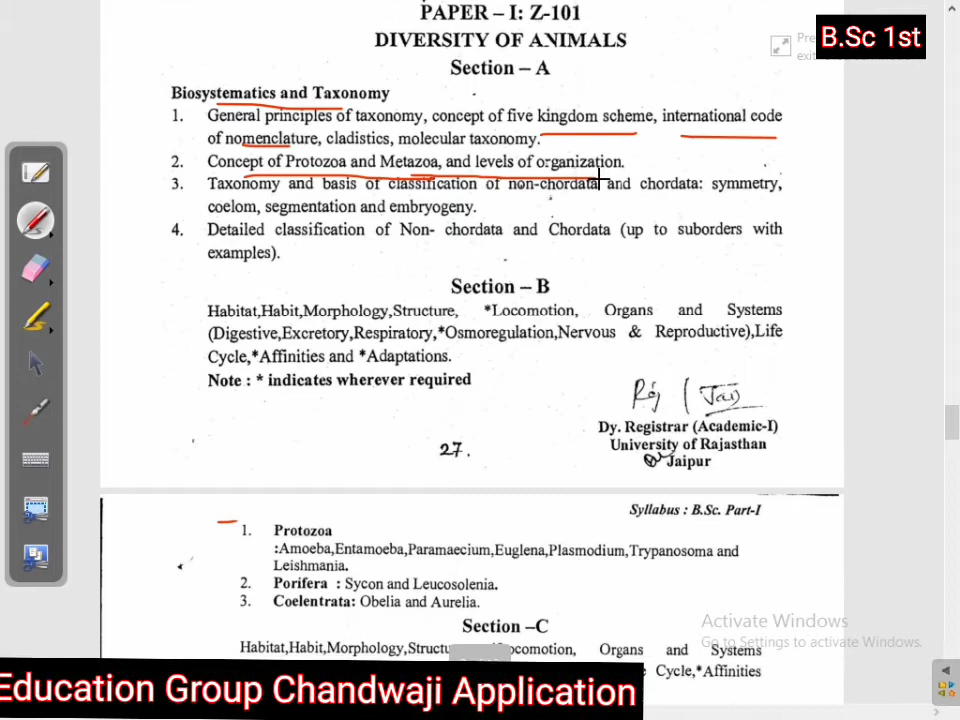 PAPER – I: Z-101
B.Sc 1st
DIVERSITY OF ANIMALS
Section – A
Biosystematics and Taxonomy
1. General principles of taxonomy, concept of five kingdom scheme, international code
of nomenclature, cladistics, molecular taxonomy.
2. Concept of Protozoa and Metazoa, and levels of organization.
3. Taxonomy and basis of classification of non-chordata and chordata: symmetry,
coelom, segmentation and embryogeny.
4. Detailed classification of Non- chordata and Chordata (up to suborders with
examples).
Section – B
Habitat,Habit,Morphology,Structure, *Locomotion, Organs and Systems
(Digestive,Excretory,Respiratory,*Osmoregulation,Nervous & Reproductive),Life
Cycle,*Affinities and *Adaptations.
Note : * indicates wherever required
Dy. Registrar (Academic-I)
University of Rajasthan
Jaipur
27.
Syllabus : B.Sc. Part-I
1. Protozoa
:Amoeba,Entamoeba,Paramaecium,Euglena,Plasmodium,Trypanosoma and
Leishmania.
2. Porifera : Sycon and Leucosolenia.
3. Coelentrata: Obelia and Aurelia.
Section –C
Habitat,Habit,Morphology, Organs and Systems
Cycle,*Affinities
Activate Windows
Go to Settings to activate Windows.
Education Group Chandwaji Application